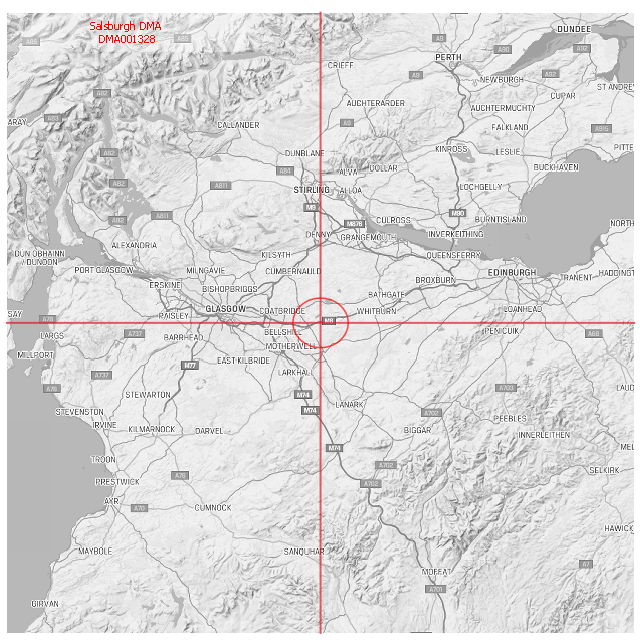 Salsburgh DMA
DMA001328
DUNDEE
A85
A85
A9
A90
A92
CRIEFF
PERTH
A9
NEWBURGH
A92
ST ANDRE
A82
AUCHTERARDER
CUPAR
AUCHTERMUCHTY
ARAY
A83
CALLANDER
A9
FALKLAND
A915
A82
DUNBLANE
KINROSS
LESLIE
PITTE
A82
A811
A84
ALVA
DOLLAR
BUCKHAVEN
STIRLING
ALLOA
LOCHGELLY
A82
A811
M9
M876
CULROSS
M90
BURNTISLAND
NORTH
ALEXANDRIA
DENNY
GRANGEMOUTH
INVERKEITHING
DUN OBHAINN
/ DUNOON
PORT GLASGOW
MILNGAVIE
KILSYTH
CUMBERNAULD
QUEENSFERRY
EDINBURGH
HADDINGT
ERSKINE
BISHOPBRIGGS
BROXBURN
TRANENT
BATHGATE
SAY
A78
PAISLEY
GLASGOW
COATBRIDGE
M8
WHITBURN
LOANHEAD
LARGS
A737
BARRHEAD
BELLSHILL
PENICUIK
A68
MILLPORT
EAST KILBRIDE
MOTHERWELL
A737
M77
LARKHALL
A78
STEWARTON
M74
A703
LAUD
STEVENSTON
M74
LANARK
A702
PEEBLES
IRVINE
KILMARNOCK
DARVEL
BIGGAR
INNERLEITHEN
TROON
M74
MEL
A76
A702
SELKIRK
PRESTWICK
A702
AYR
A70
CUMNOCK
HAWICK
MAYBOLE
SANQUHAR
A7
MOFFAT
A701
GIRVAN